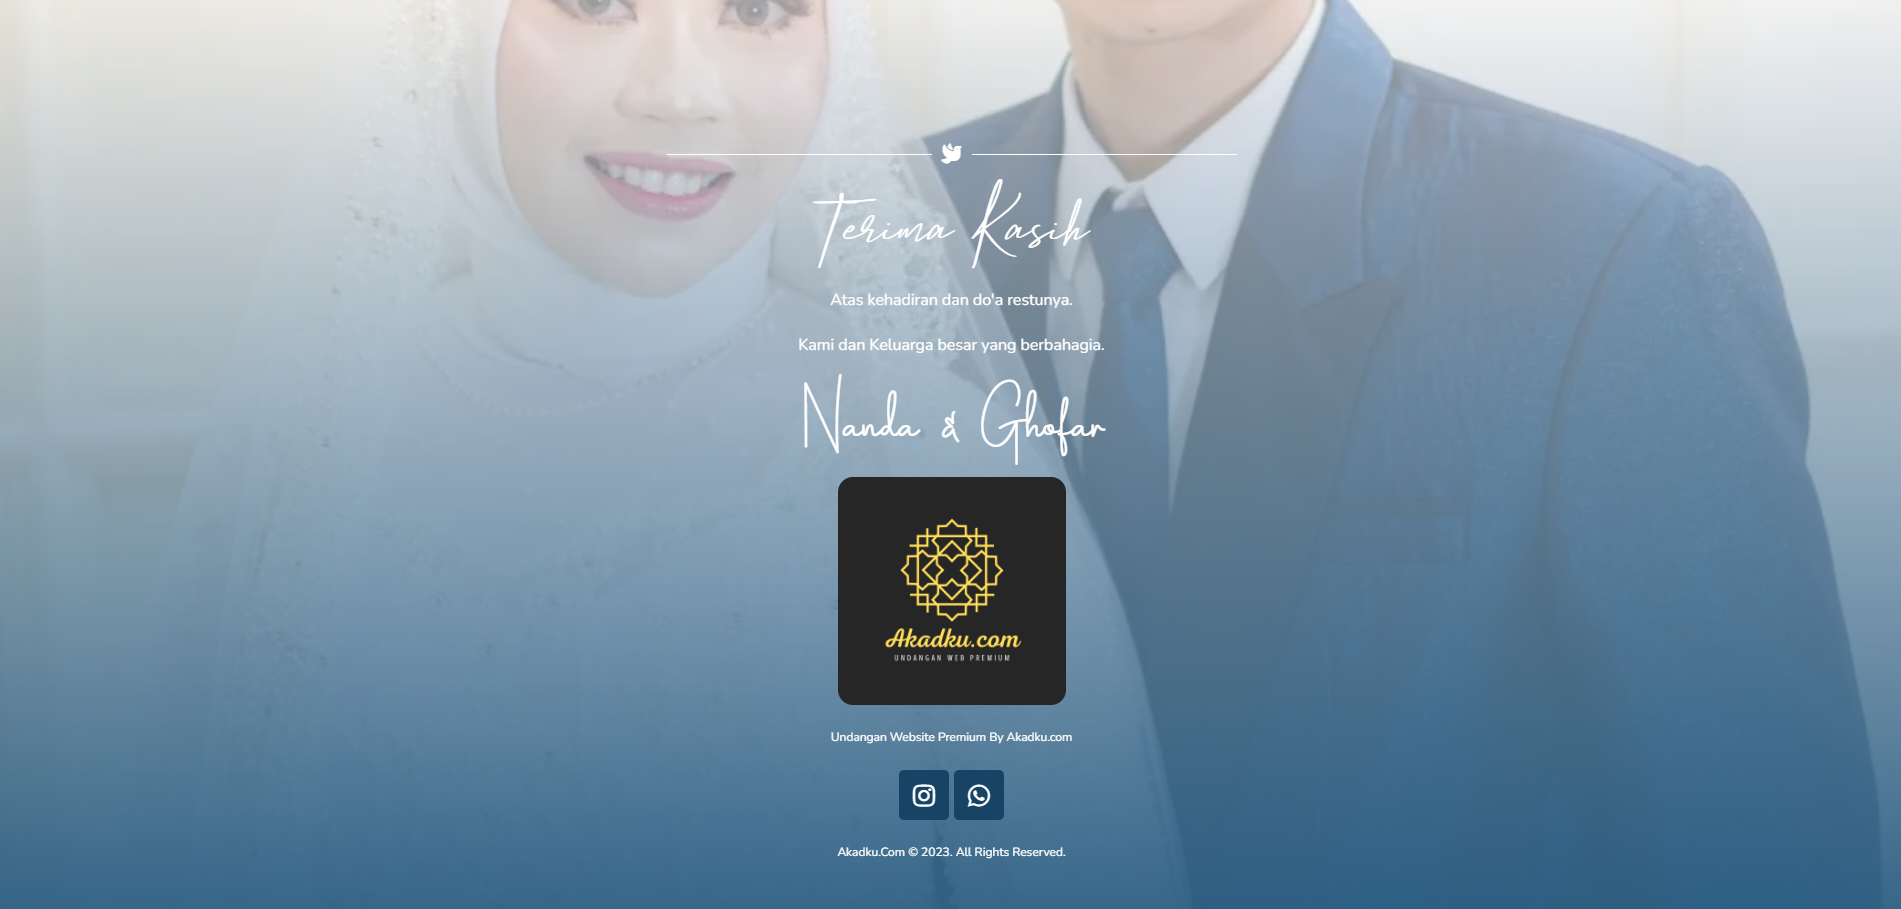 Terima Kasih
Atas kehadiran dan do'a restunya.
Kami dan Keluarga besar yang berbahagia.
Nanda & Ghofar
Akadku.com
UNDANGAN WEB PREMIUM
Undangan Website Premium By Akadku.com
Akadku.Com © 2023. All Rights Reserved.